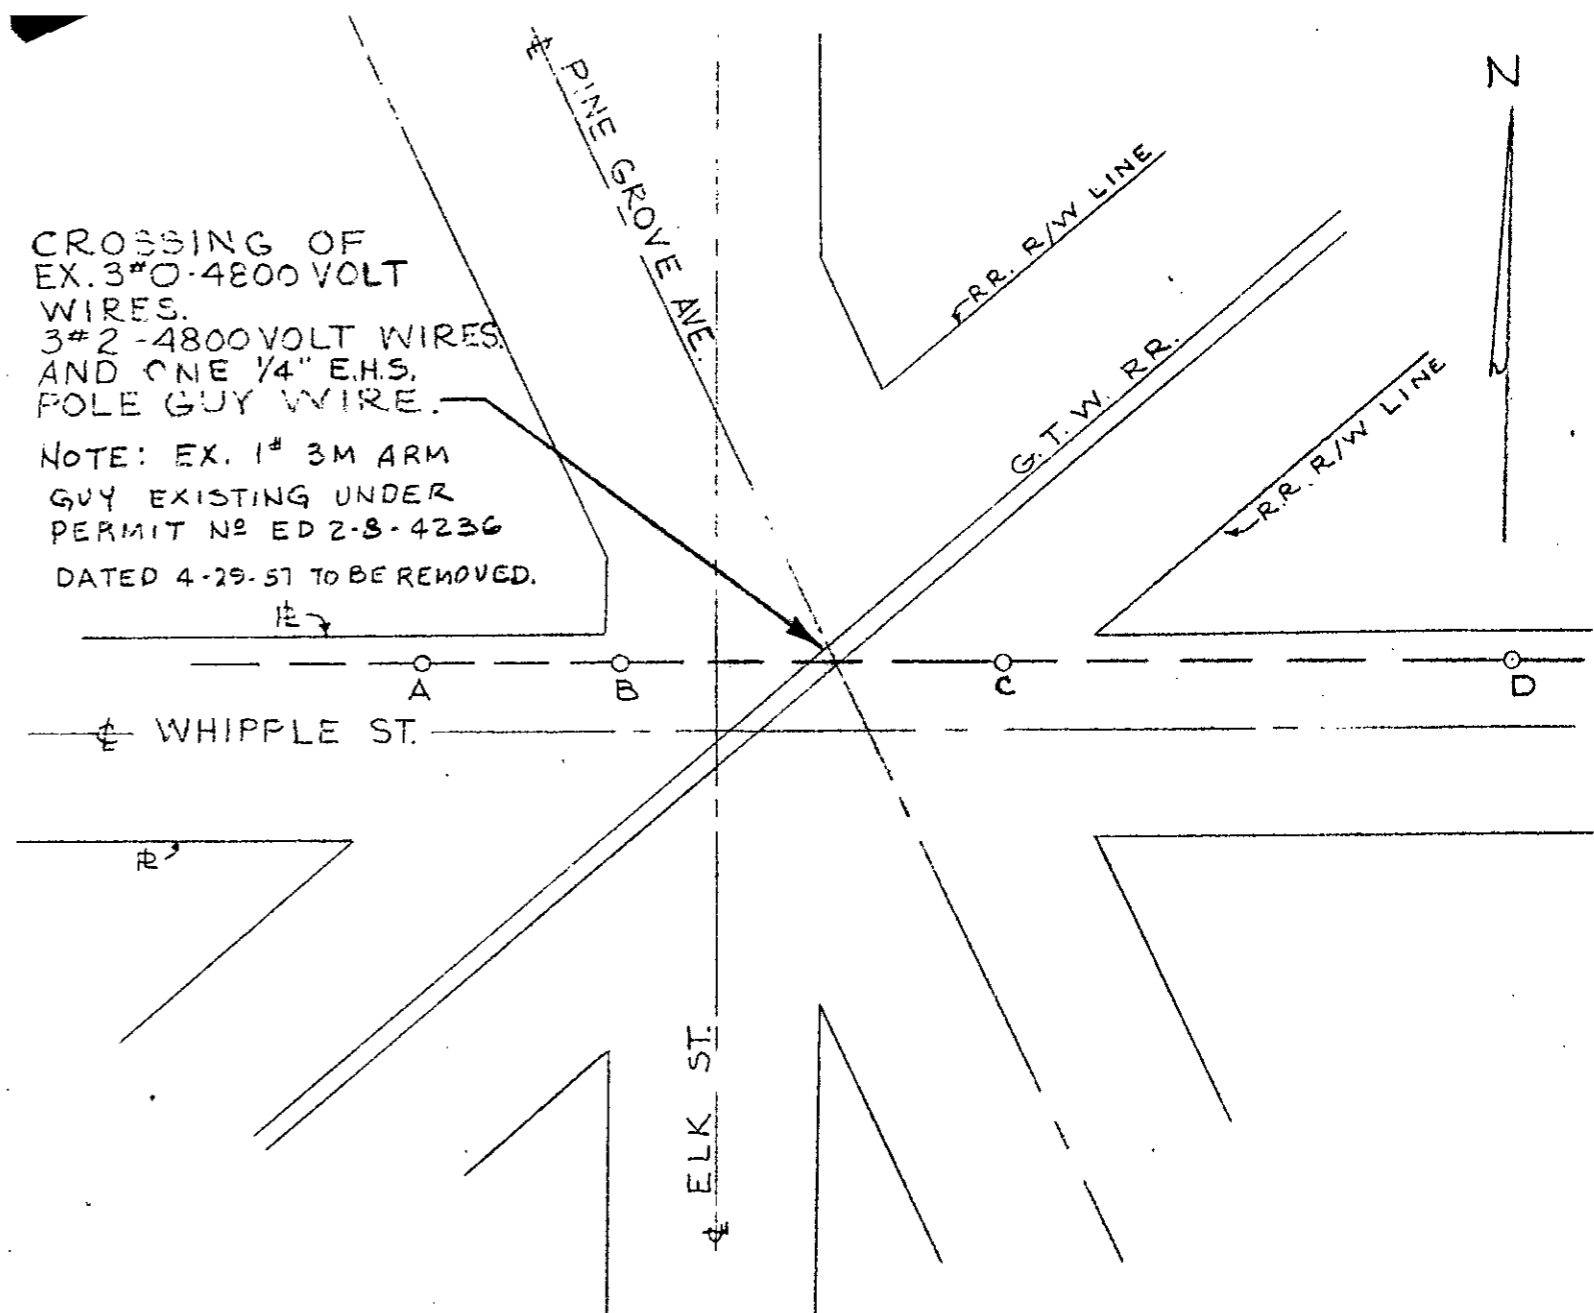 CROSSING OF
EX. 3#0-4800 VOLT
WIRES.
3#2-4800 VOLT WIRES.
AND ONE 1/4" E.H.S.
POLE GUY WIRE.
NOTE: EX. 1# 3M ARM
GUY EXISTING UNDER
PERMIT Nº ED 2-8-4236
DATED 4-29-57 TO BE REMOVED.
℄ PINE GROVE AVE.
N
RR. R/W LINE
G.T.W. RR.
R.R. R/W LINE
A
B
C
D
℄ WHIPPLE ST.
℄ ELK ST.